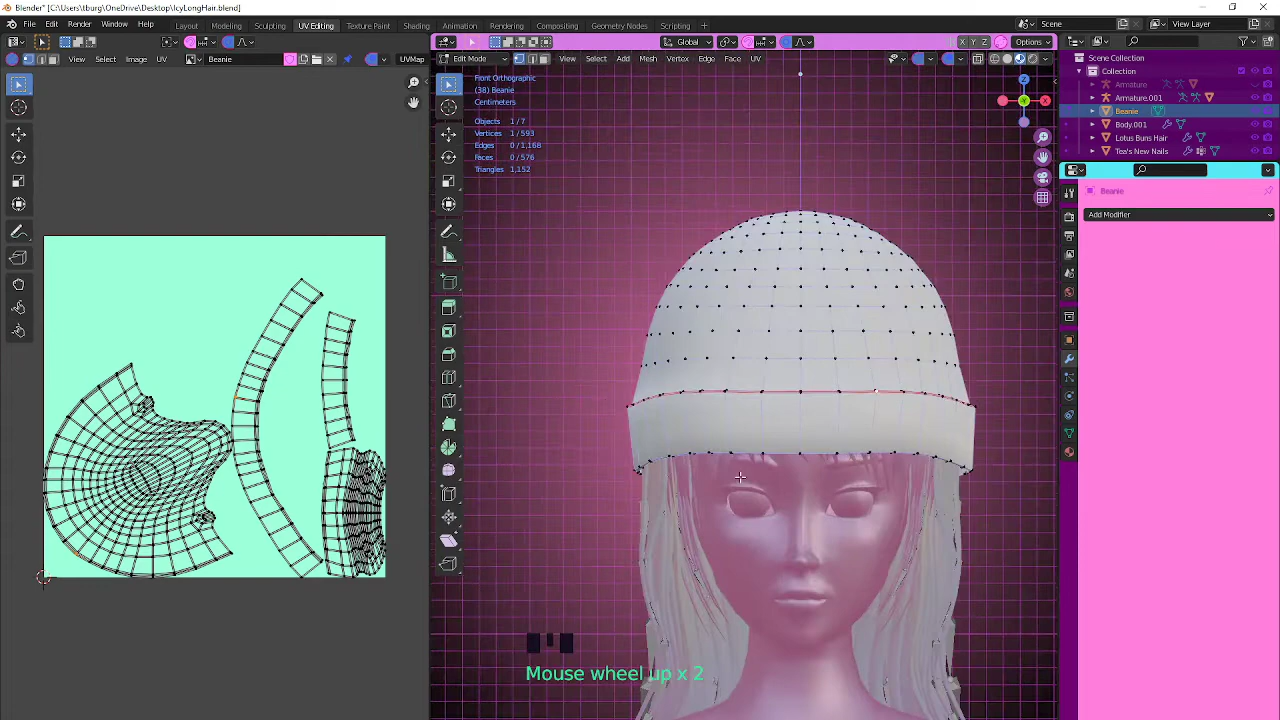 Blender* [C:\Users\tburg\OneDrive\Desktop\IcyLongHair.blend]
File Edit Render Window Help Layout Modeling Sculpting UV Editing Texture Paint Shading Animation Rendering Compositing Geometry Nodes Scripting + Scene View Layer
Global X Y Z Options
View Select Image UV Beanie UVMap
Edit Mode View Select Add Mesh Vertex Edge Face UV
Front Orthographic
(38) Beanie
Centimeters
Objects 1/7
Vertices 1/593
Edges 0/1,168
Faces 0/576
Triangles 1,152
Z
X
Y
Scene Collection
Collection
Armature
Armature.001
Beanie
Body.001
Lotus Buns Hair
Tea's New Nails
Beanie
Add Modifier
Mouse wheel up x 2